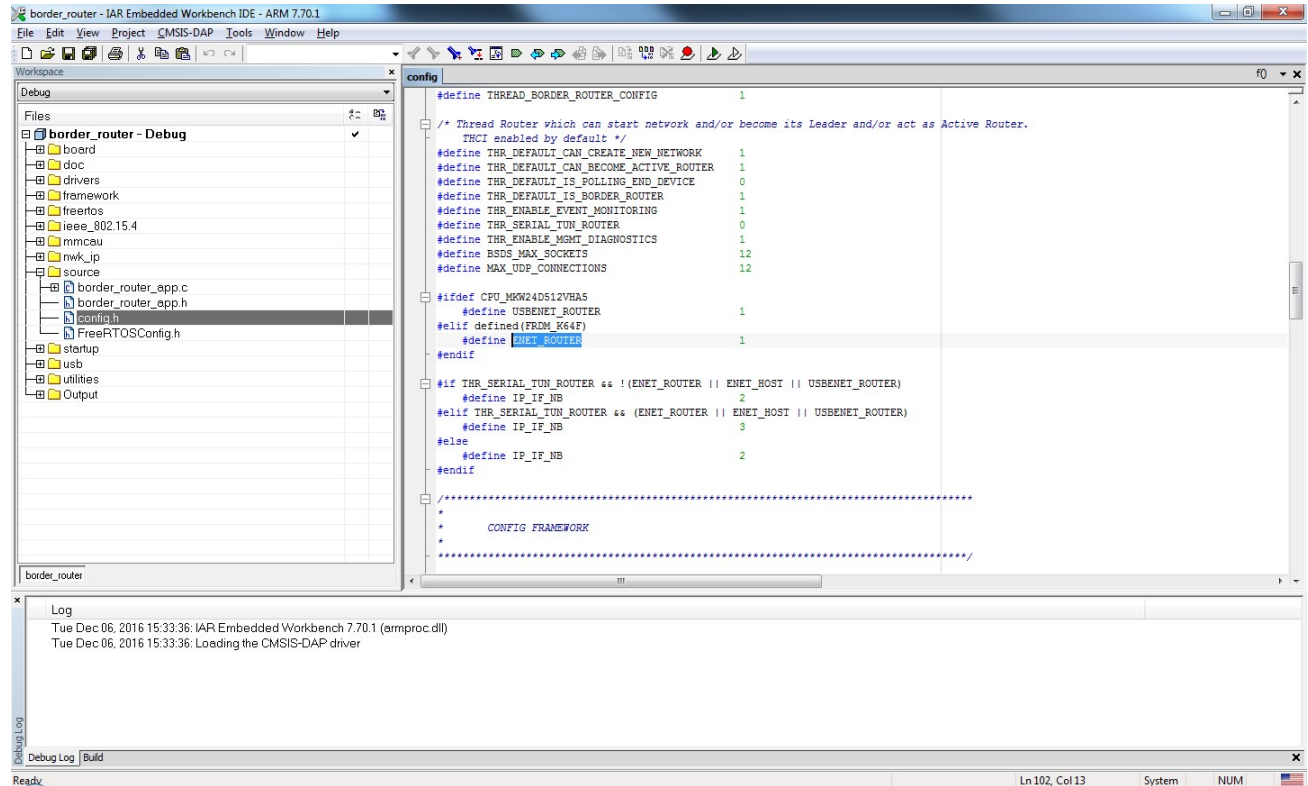 border_router - IAR Embedded Workbench IDE - ARM 7.70.1
File Edit View Project CMSIS-DAP Tools Window Help
Workspace
Debug
Files
border_router - Debug
board
doc
drivers
framework
freertos
ieee_802.15.4
mmcau
nwk_ip
source
border_router_app.c
border_router_app.h
config.h
FreeRTOSConfig.h
startup
usb
utilities
Output
border_router
config
f()
#define THREAD_BORDER_ROUTER_CONFIG 1
/* Thread Router which can start network and/or become its Leader and/or act as Active Router.
THCI enabled by default */
#define THR_DEFAULT_CAN_CREATE_NEW_NETWORK 1
#define THR_DEFAULT_CAN_BECOME_ACTIVE_ROUTER 1
#define THR_DEFAULT_IS_POLLING_END_DEVICE 0
#define THR_DEFAULT_IS_BORDER_ROUTER 1
#define THR_ENABLE_EVENT_MONITORING 1
#define THR_SERIAL_TUN_ROUTER 0
#define THR_ENABLE_MGMT_DIAGNOSTICS 1
#define BSDS_MAX_SOCKETS 12
#define MAX_UDP_CONNECTIONS 12
#ifdef CPU_MKW24D512VHA5
#define USBENET_ROUTER 1
#elif defined(FRDM_K64F)
#define ENET_ROUTER 1
#endif
#if THR_SERIAL_TUN_ROUTER && !(ENET_ROUTER || ENET_HOST || USBENET_ROUTER)
#define IP_IF_NB 2
#elif THR_SERIAL_TUN_ROUTER && (ENET_ROUTER || ENET_HOST || USBENET_ROUTER)
#define IP_IF_NB 3
#else
#define IP_IF_NB 2
#endif
/************************************************************************************
*
* CONFIG FRAMEWORK
*
************************************************************************************/
Log
Tue Dec 06, 2016 15:33:36: IAR Embedded Workbench 7.70.1 (armproc.dll)
Tue Dec 06, 2016 15:33:36: Loading the CMSIS-DAP driver
Debug Log
Debug Log Build
Ready Ln 102, Col 13 System NUM